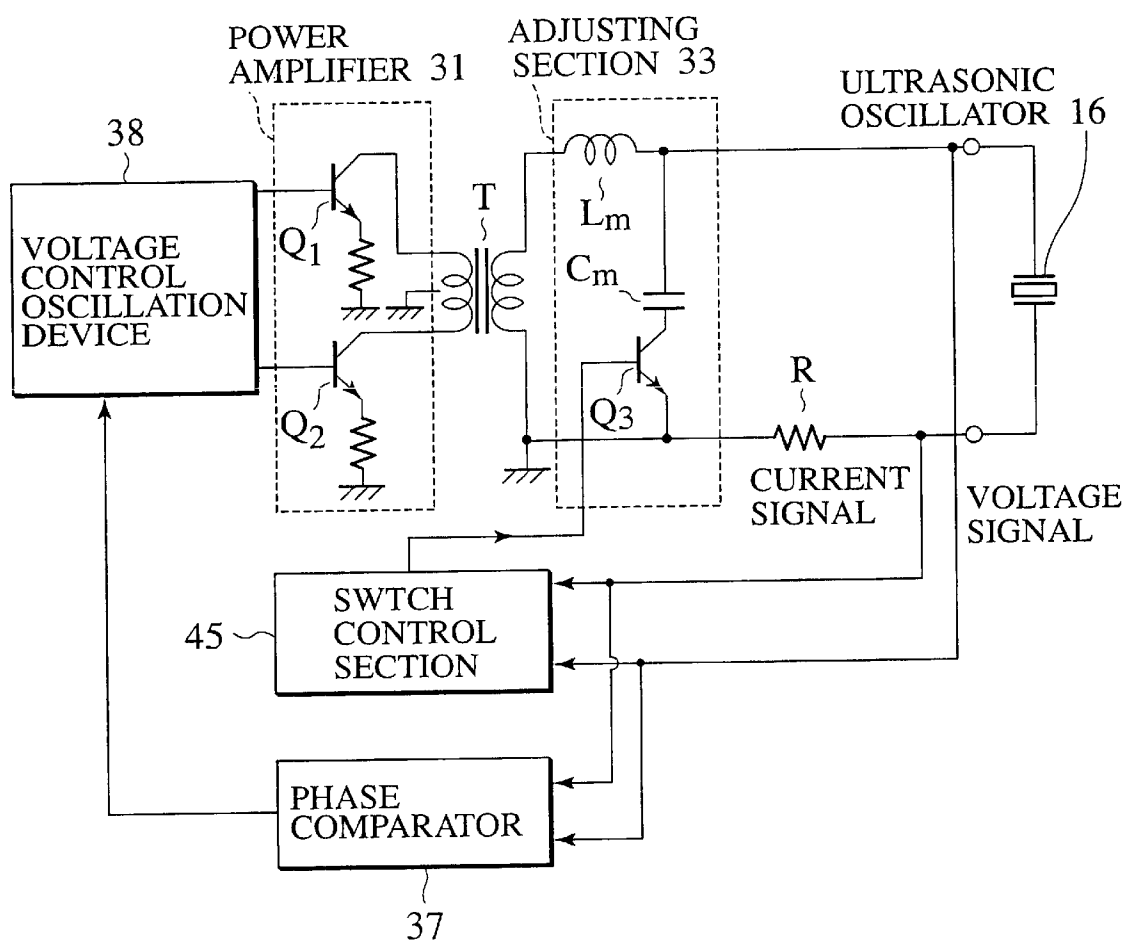 POWER
AMPLIFIER 31
ADJUSTING
SECTION 33
ULTRASONIC
OSCILLATOR 16
38
VOLTAGE
CONTROL
OSCILLATION
DEVICE
Q1
T
Lm
Cm
Q2
Q3
R
CURRENT
SIGNAL
VOLTAGE
SIGNAL
45
SWTCH
CONTROL
SECTION
PHASE
COMPARATOR
37